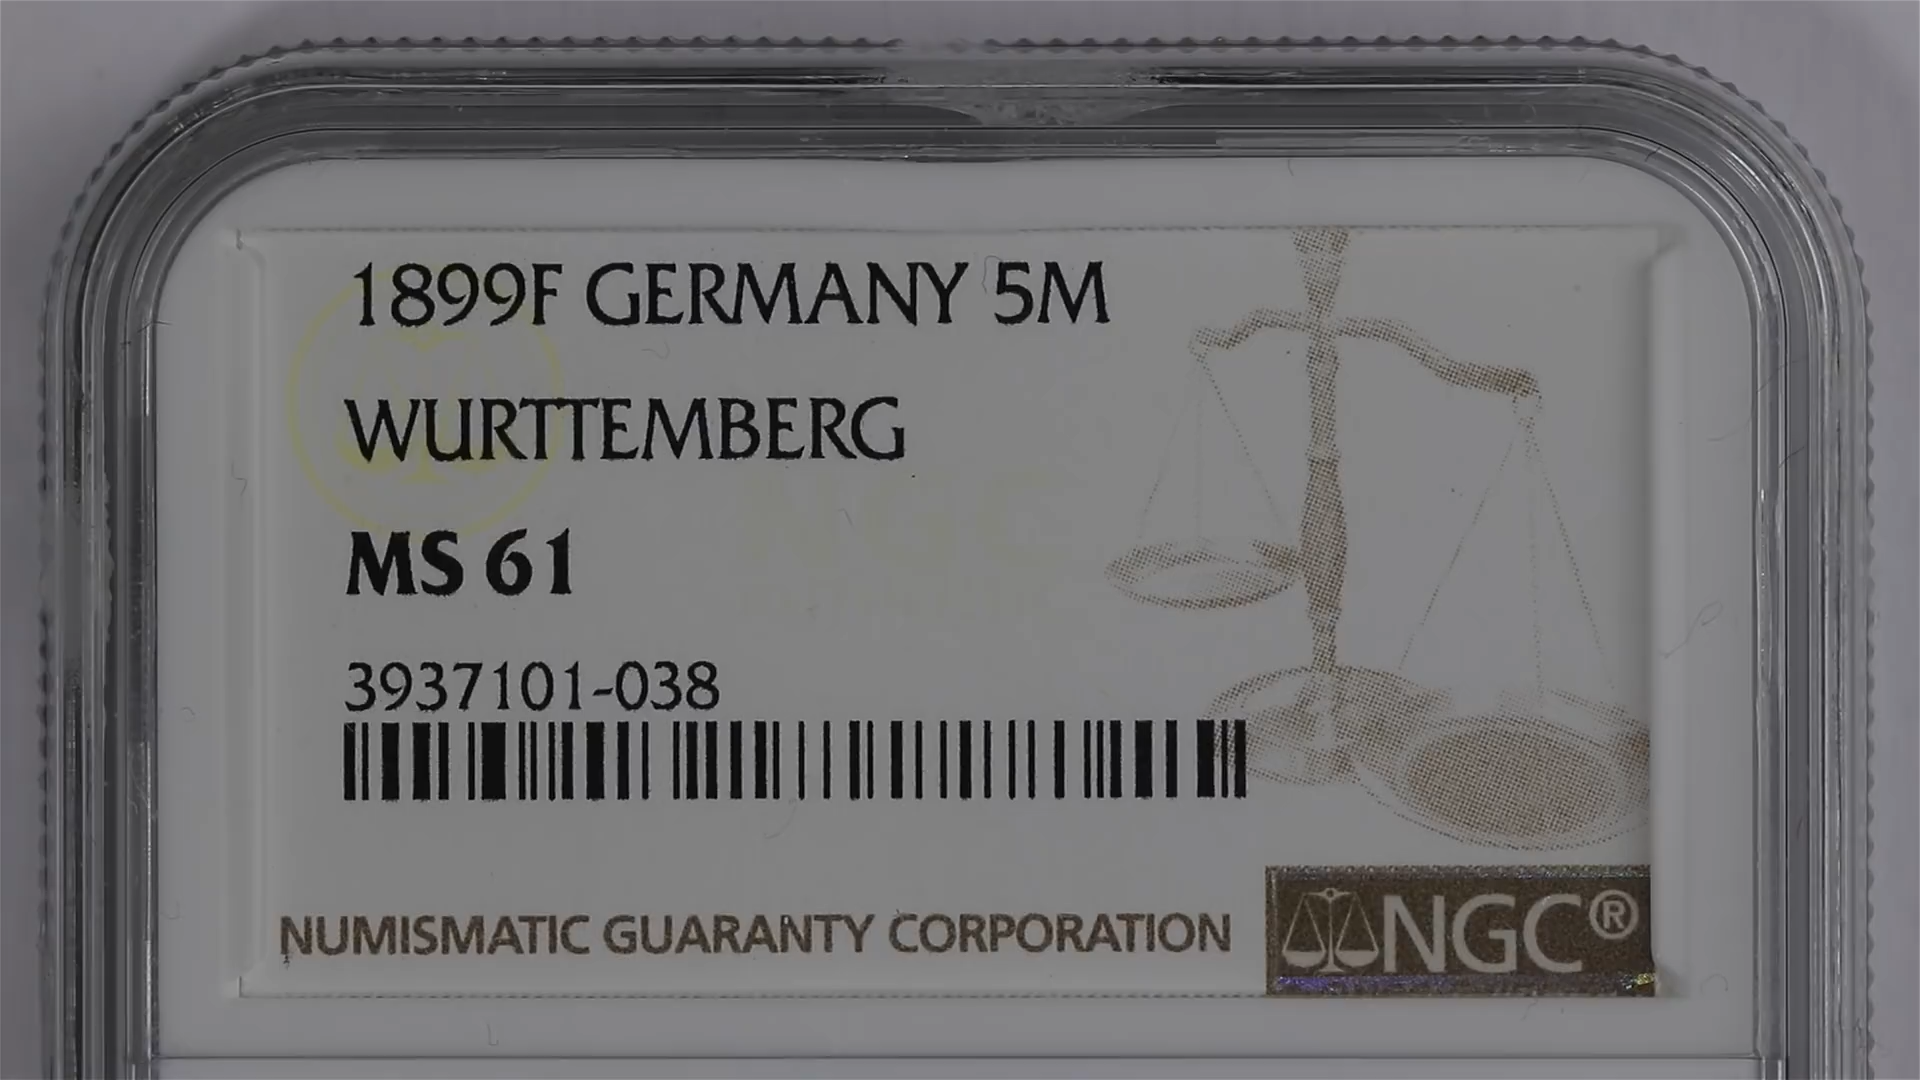 1899F GERMANY 5M
WURTTEMBERG
MS 61
3937101-038
NUMISMATIC GUARANTY CORPORATION
NGC®